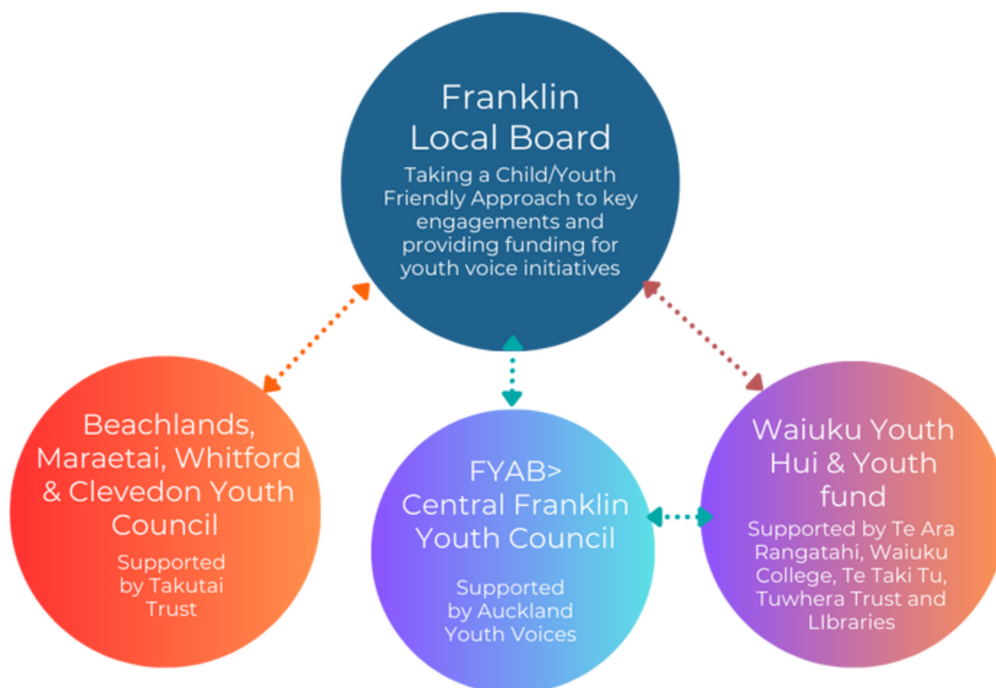 Franklin
Local Board
Taking a Child/Youth
Friendly Approach to key
engagements and
providing funding for
youth voice initiatives
Beachlands,
Maraetai, Whitford
& Clevedon Youth
Council
Supported
by Takutai
Trust
FYAB>
Central Franklin
Youth Council
Supported
by Auckland
Youth Voices
Waiuku Youth
Hui & Youth
fund
Supported by Te Ara
Rangatahi, Waiuku
College, Te Taki Tu,
Tuwhera Trust and
LIbraries